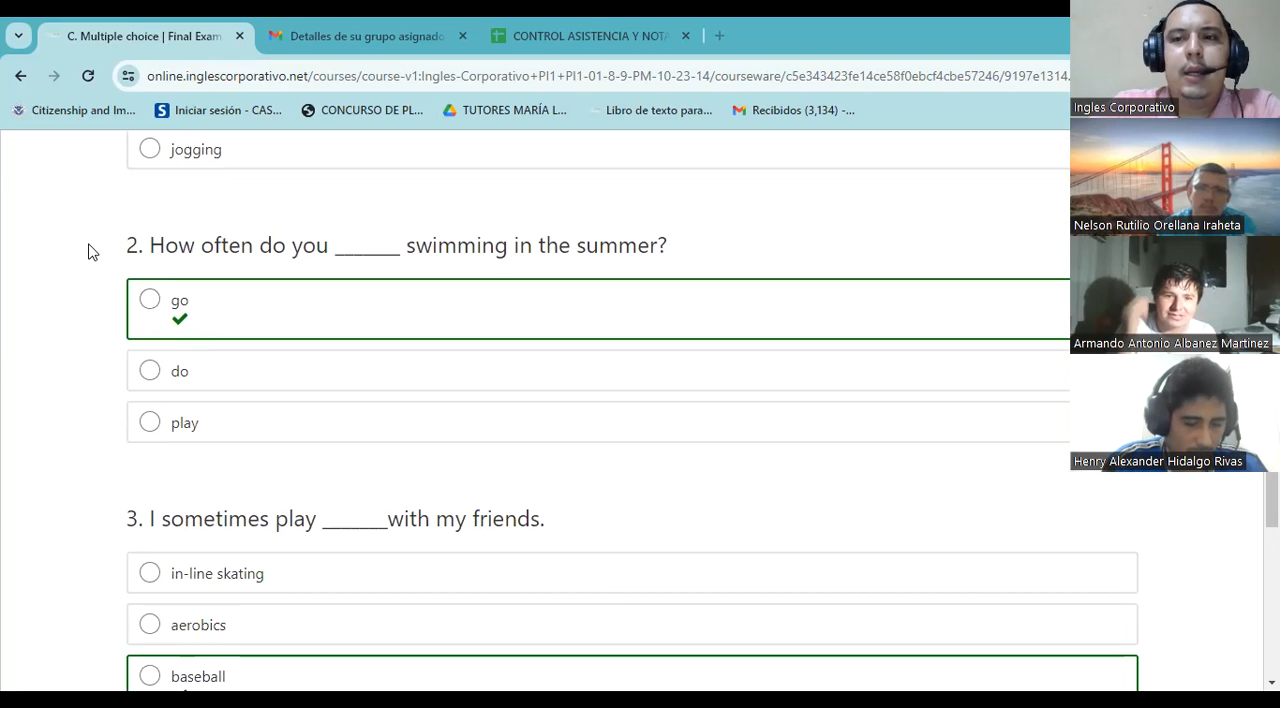 C. Multiple choice | Final Exam
Detalles de su grupo asignado
CONTROL ASISTENCIA Y NOTA
online.inglescorporativo.net/courses/course-v1:Ingles-Corporativo+PI1+PI1-01-8-9-PM-10-23-14/courseware/c5e346423fe14ce58f0ebcf4cbe57246/9197e1314.
Citizenship and Im...
Iniciar sesión - CAS...
CONCURSO DE PL...
TUTORES MARÍA L...
Libro de texto para...
Recibidos (3,134) -...
jogging
2. How often do you _______ swimming in the summer?
go
do
play
3. I sometimes play _______with my friends.
in-line skating
aerobics
baseball
Ingles Corporativo
Nelson Rutilio Orellana Iraheta
Armando Antonio Albanez Martinez
Henry Alexander Hidalgo Rivas